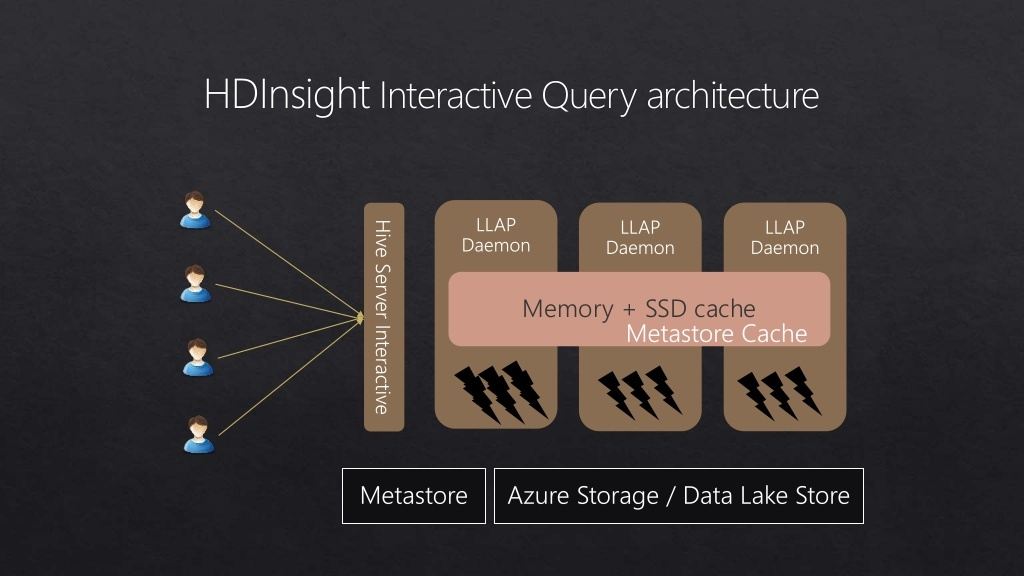 HDInsight Interactive Query architecture
Hive Server Interactive
LLAP
Daemon
LLAP
Daemon
LLAP
Daemon
Memory + SSD cache
Metastore Cache
Metastore
Azure Storage / Data Lake Store